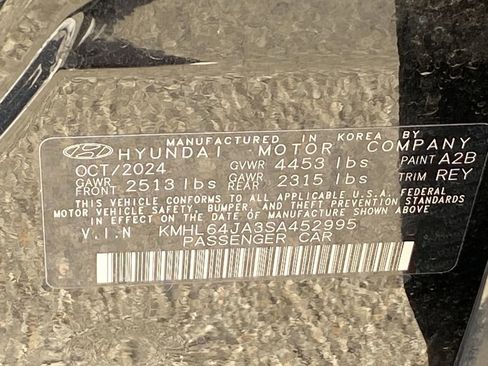 MANUFACTURED IN KOREA BY
HYUNDAI MOTOR COMPANY
OCT/2024 GVWR 4453 lbs PAINT A2B
GAWR FRONT 2513 lbs GAWR REAR 2315 lbs TRIM REY
THIS VEHICLE CONFORMS TO ALL APPLICABLE U.S.A. FEDERAL
MOTOR VEHICLE SAFETY, BUMPER, AND THEFT PREVENTION STANDARDS
IN EFFECT ON THE DATE OF MANUFACTURE SHOWN ABOVE.
V.I.N KMHL64JA3SA452995
PASSENGER CAR